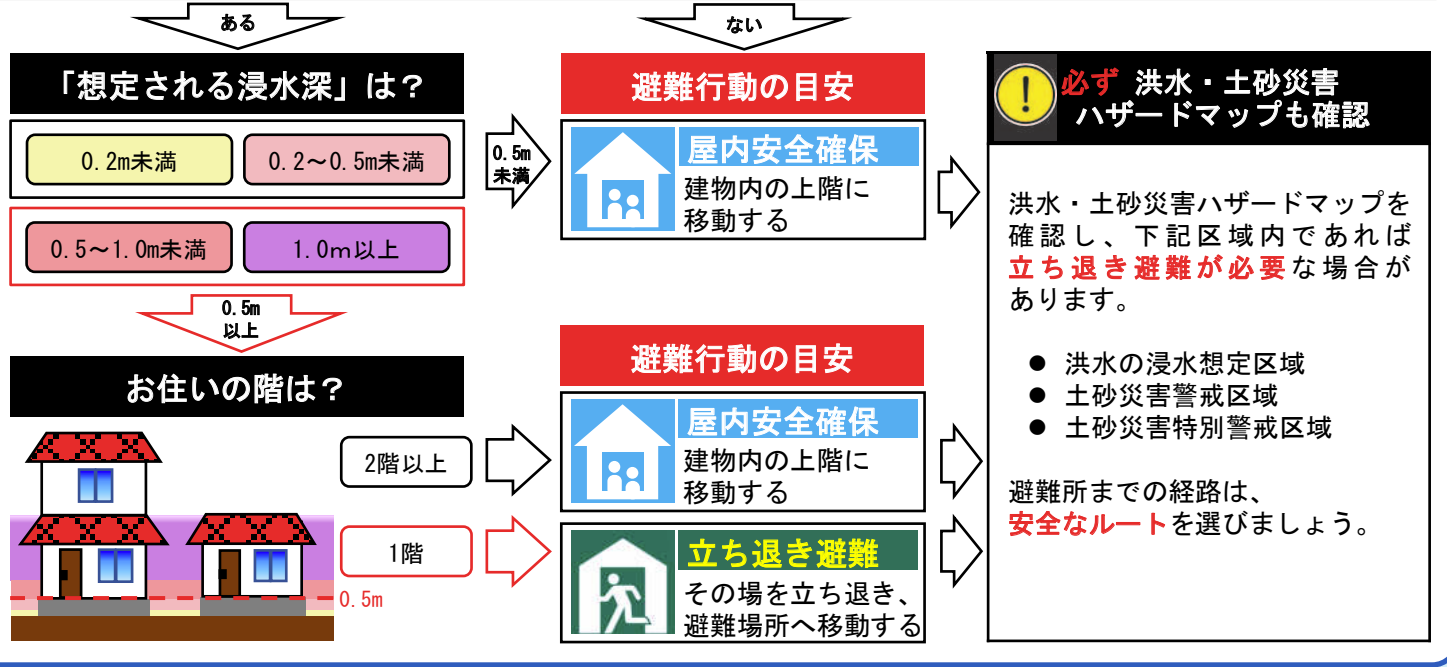 ある
ない
「想定される浸水深」は？
0.2m未満
0.2～0.5m未満
0.5～1.0m未満
1.0ｍ以上
0.5m
未満
避難行動の目安
屋内安全確保
建物内の上階に
移動する
0.5m
以上
お住いの階は？
2階以上
1階
0.5m
避難行動の目安
屋内安全確保
建物内の上階に
移動する
立ち退き避難
その場を立ち退き、
避難場所へ移動する
必ず 洪水・土砂災害
ハザードマップも確認
洪水・土砂災害ハザードマップを
確認し、下記区域内であれば
立ち退き避難が必要な場合が
あります。
● 洪水の浸水想定区域
● 土砂災害警戒区域
● 土砂災害特別警戒区域
避難所までの経路は、
安全なルートを選びましょう。